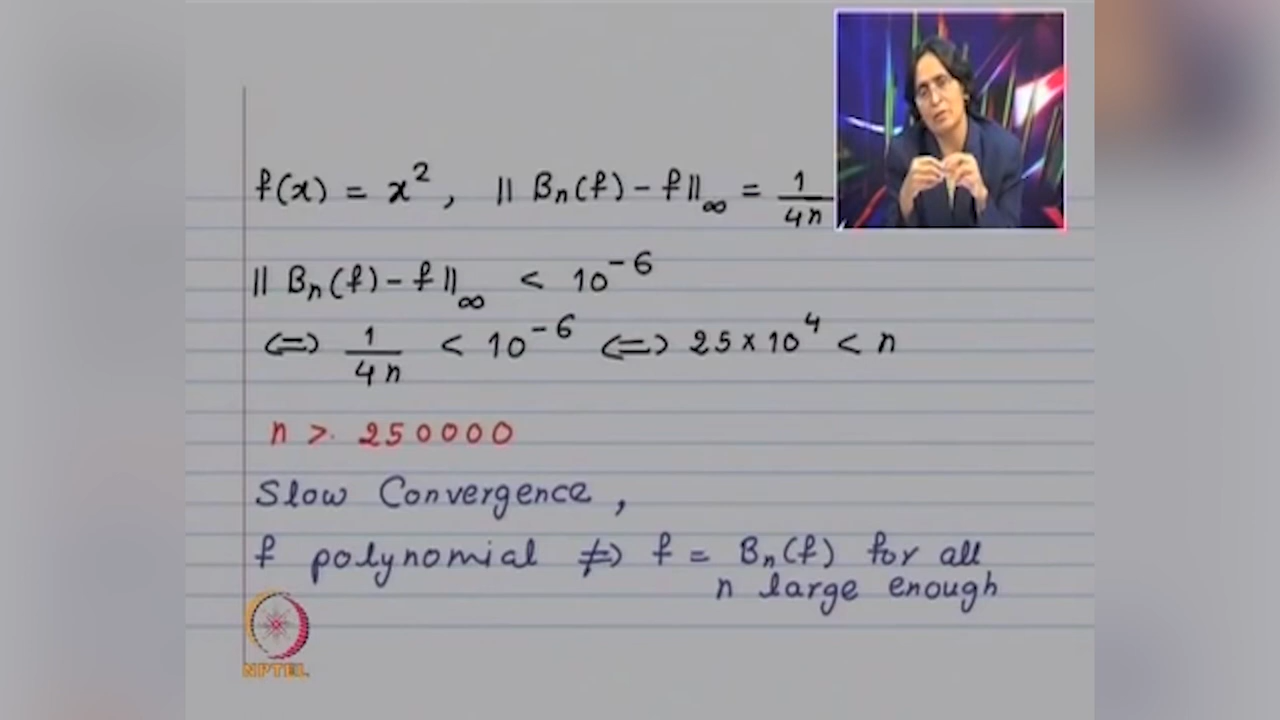 f(x) = x², || Bn(f) - f||∞ = 1/4n
|| Bn(f) - f ||∞ < 10⁻⁶
<=> 1/4n < 10⁻⁶ <=> 25 × 10⁴ < n
n > 250000
Slow Convergence,
f polynomial ≠> f = Bn(f) for all
n large enough
NPTEL